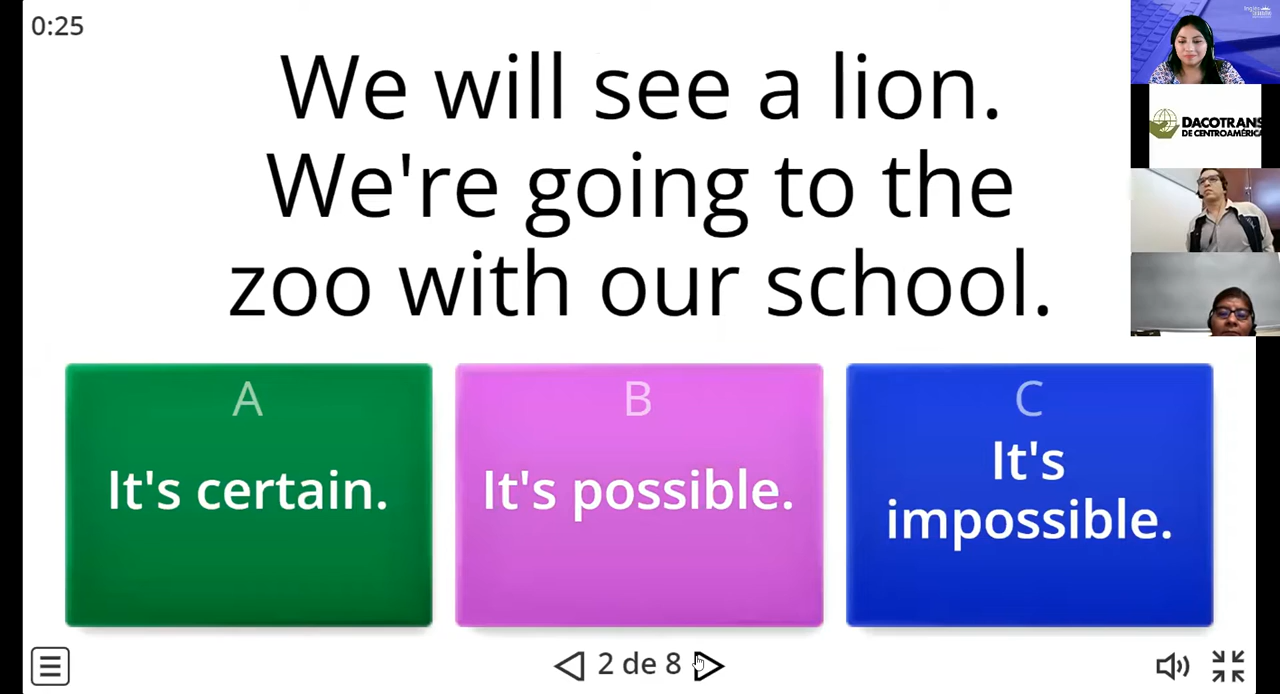 0:25
We will see a lion.
We're going to the
zoo with our school.
A
It's certain.
B
It's possible.
C
It's
impossible.
2 de 8
DACOTRANS
DE CENTROAMÉRICA